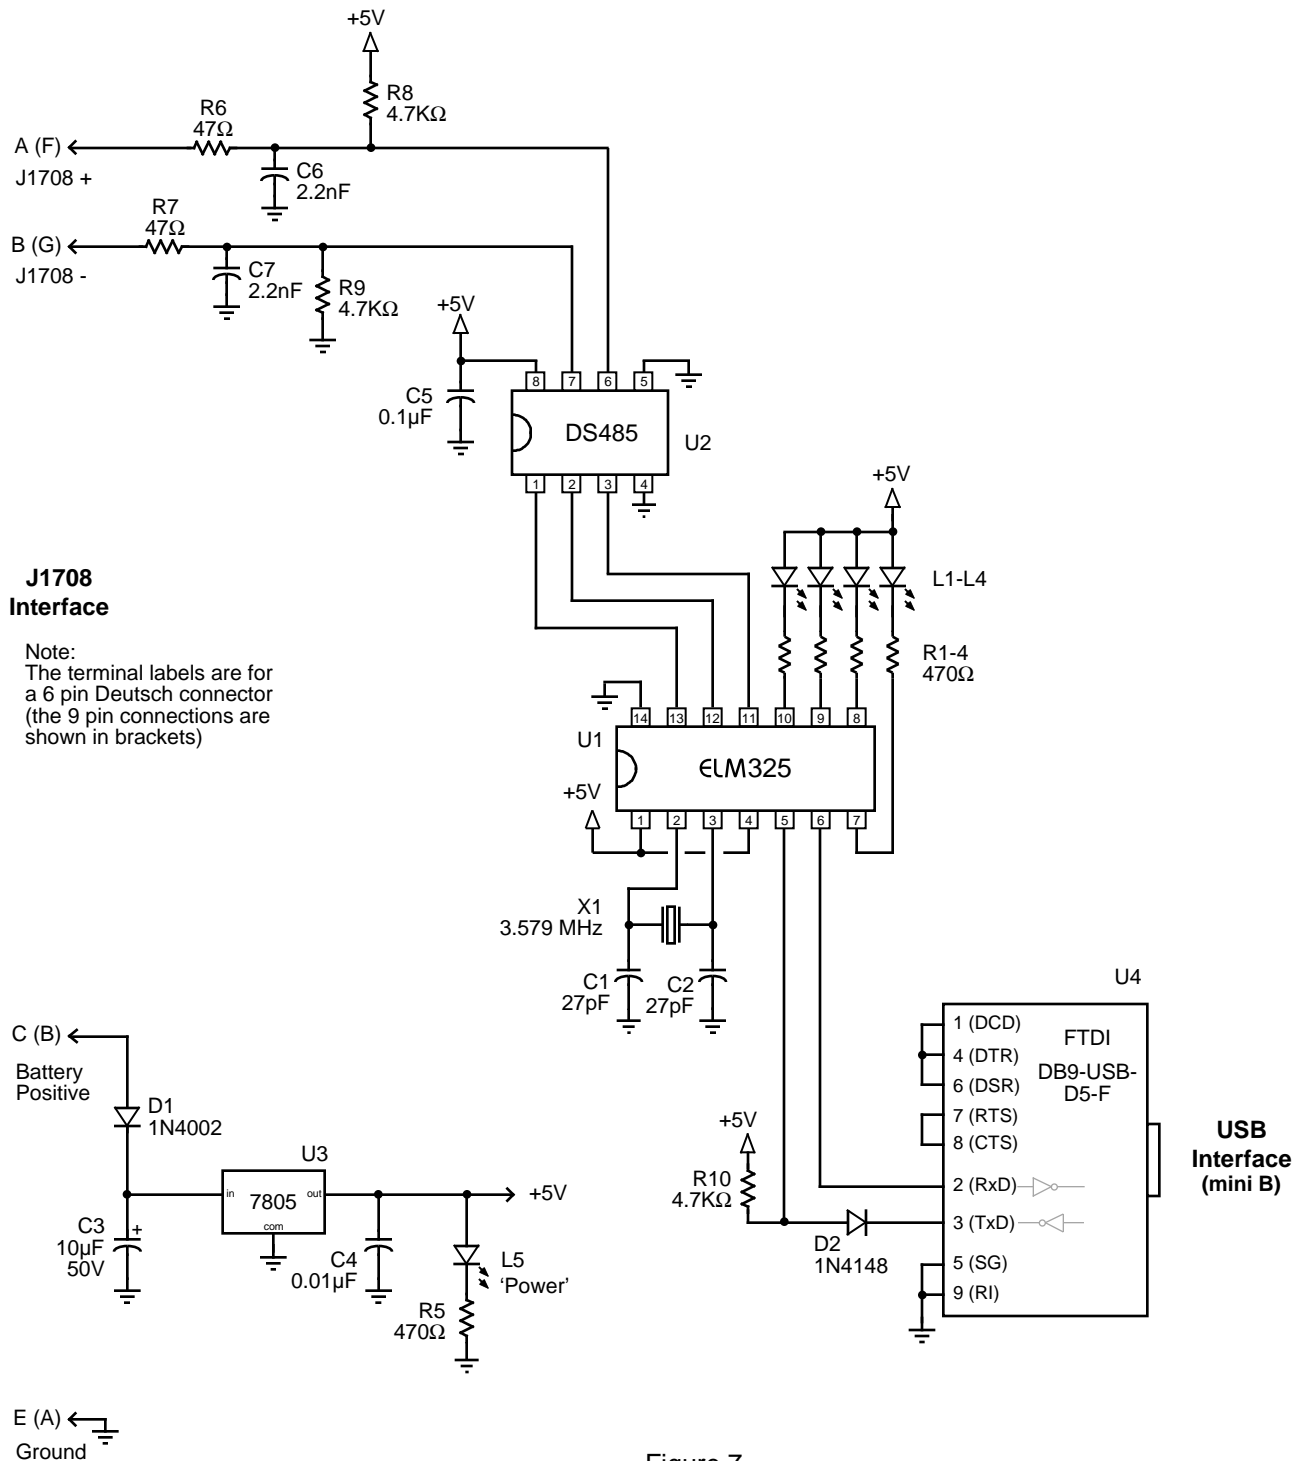 +5V
R8
4.7KΩ
R6
47Ω
A (F)
J1708 +
C6
2.2nF
R7
47Ω
B (G)
J1708 -
C7
2.2nF
R9
4.7KΩ
+5V
C5
0.1µF
8
7
6
5
DS485
U2
1
2
3
4
+5V
L1-L4
R1-4
470Ω
J1708
Interface
Note:
The terminal labels are for
a 6 pin Deutsch connector
(the 9 pin connections are
shown in brackets)
14
13
12
11
10
9
8
U1
ELM325
+5V
1
2
3
4
5
6
7
X1
3.579 MHz
C1
27pF
C2
27pF
U4
1 (DCD)
4 (DTR)
6 (DSR)
7 (RTS)
8 (CTS)
2 (RxD)
3 (TxD)
5 (SG)
9 (RI)
FTDI
DB9-USB-
D5-F
USB
Interface
(mini B)
+5V
R10
4.7KΩ
D2
1N4148
C (B)
Battery
Positive
D1
1N4002
U3
in
7805
out
com
+5V
C3
+
10µF
50V
C4
0.01µF
L5
'Power'
R5
470Ω
E (A)
Ground